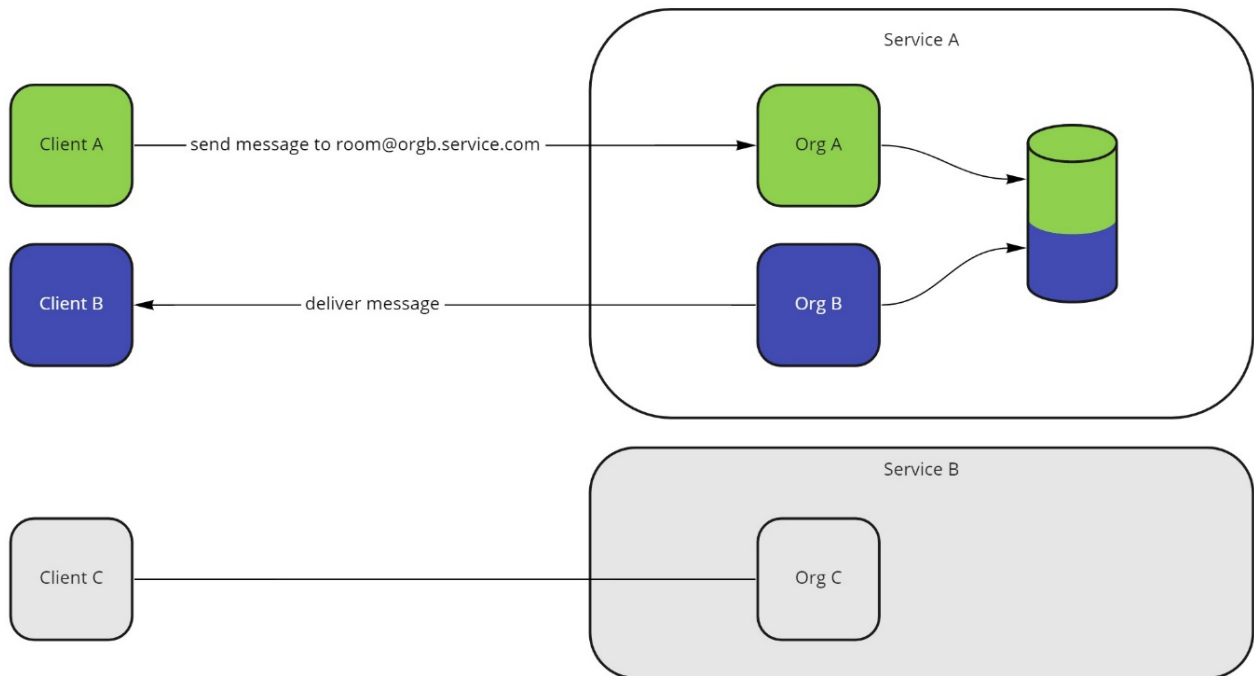 Service A
Client A
send message to room@orgb.service.com
Org A
Client B
deliver message
Org B
Service B
Client C
Org C